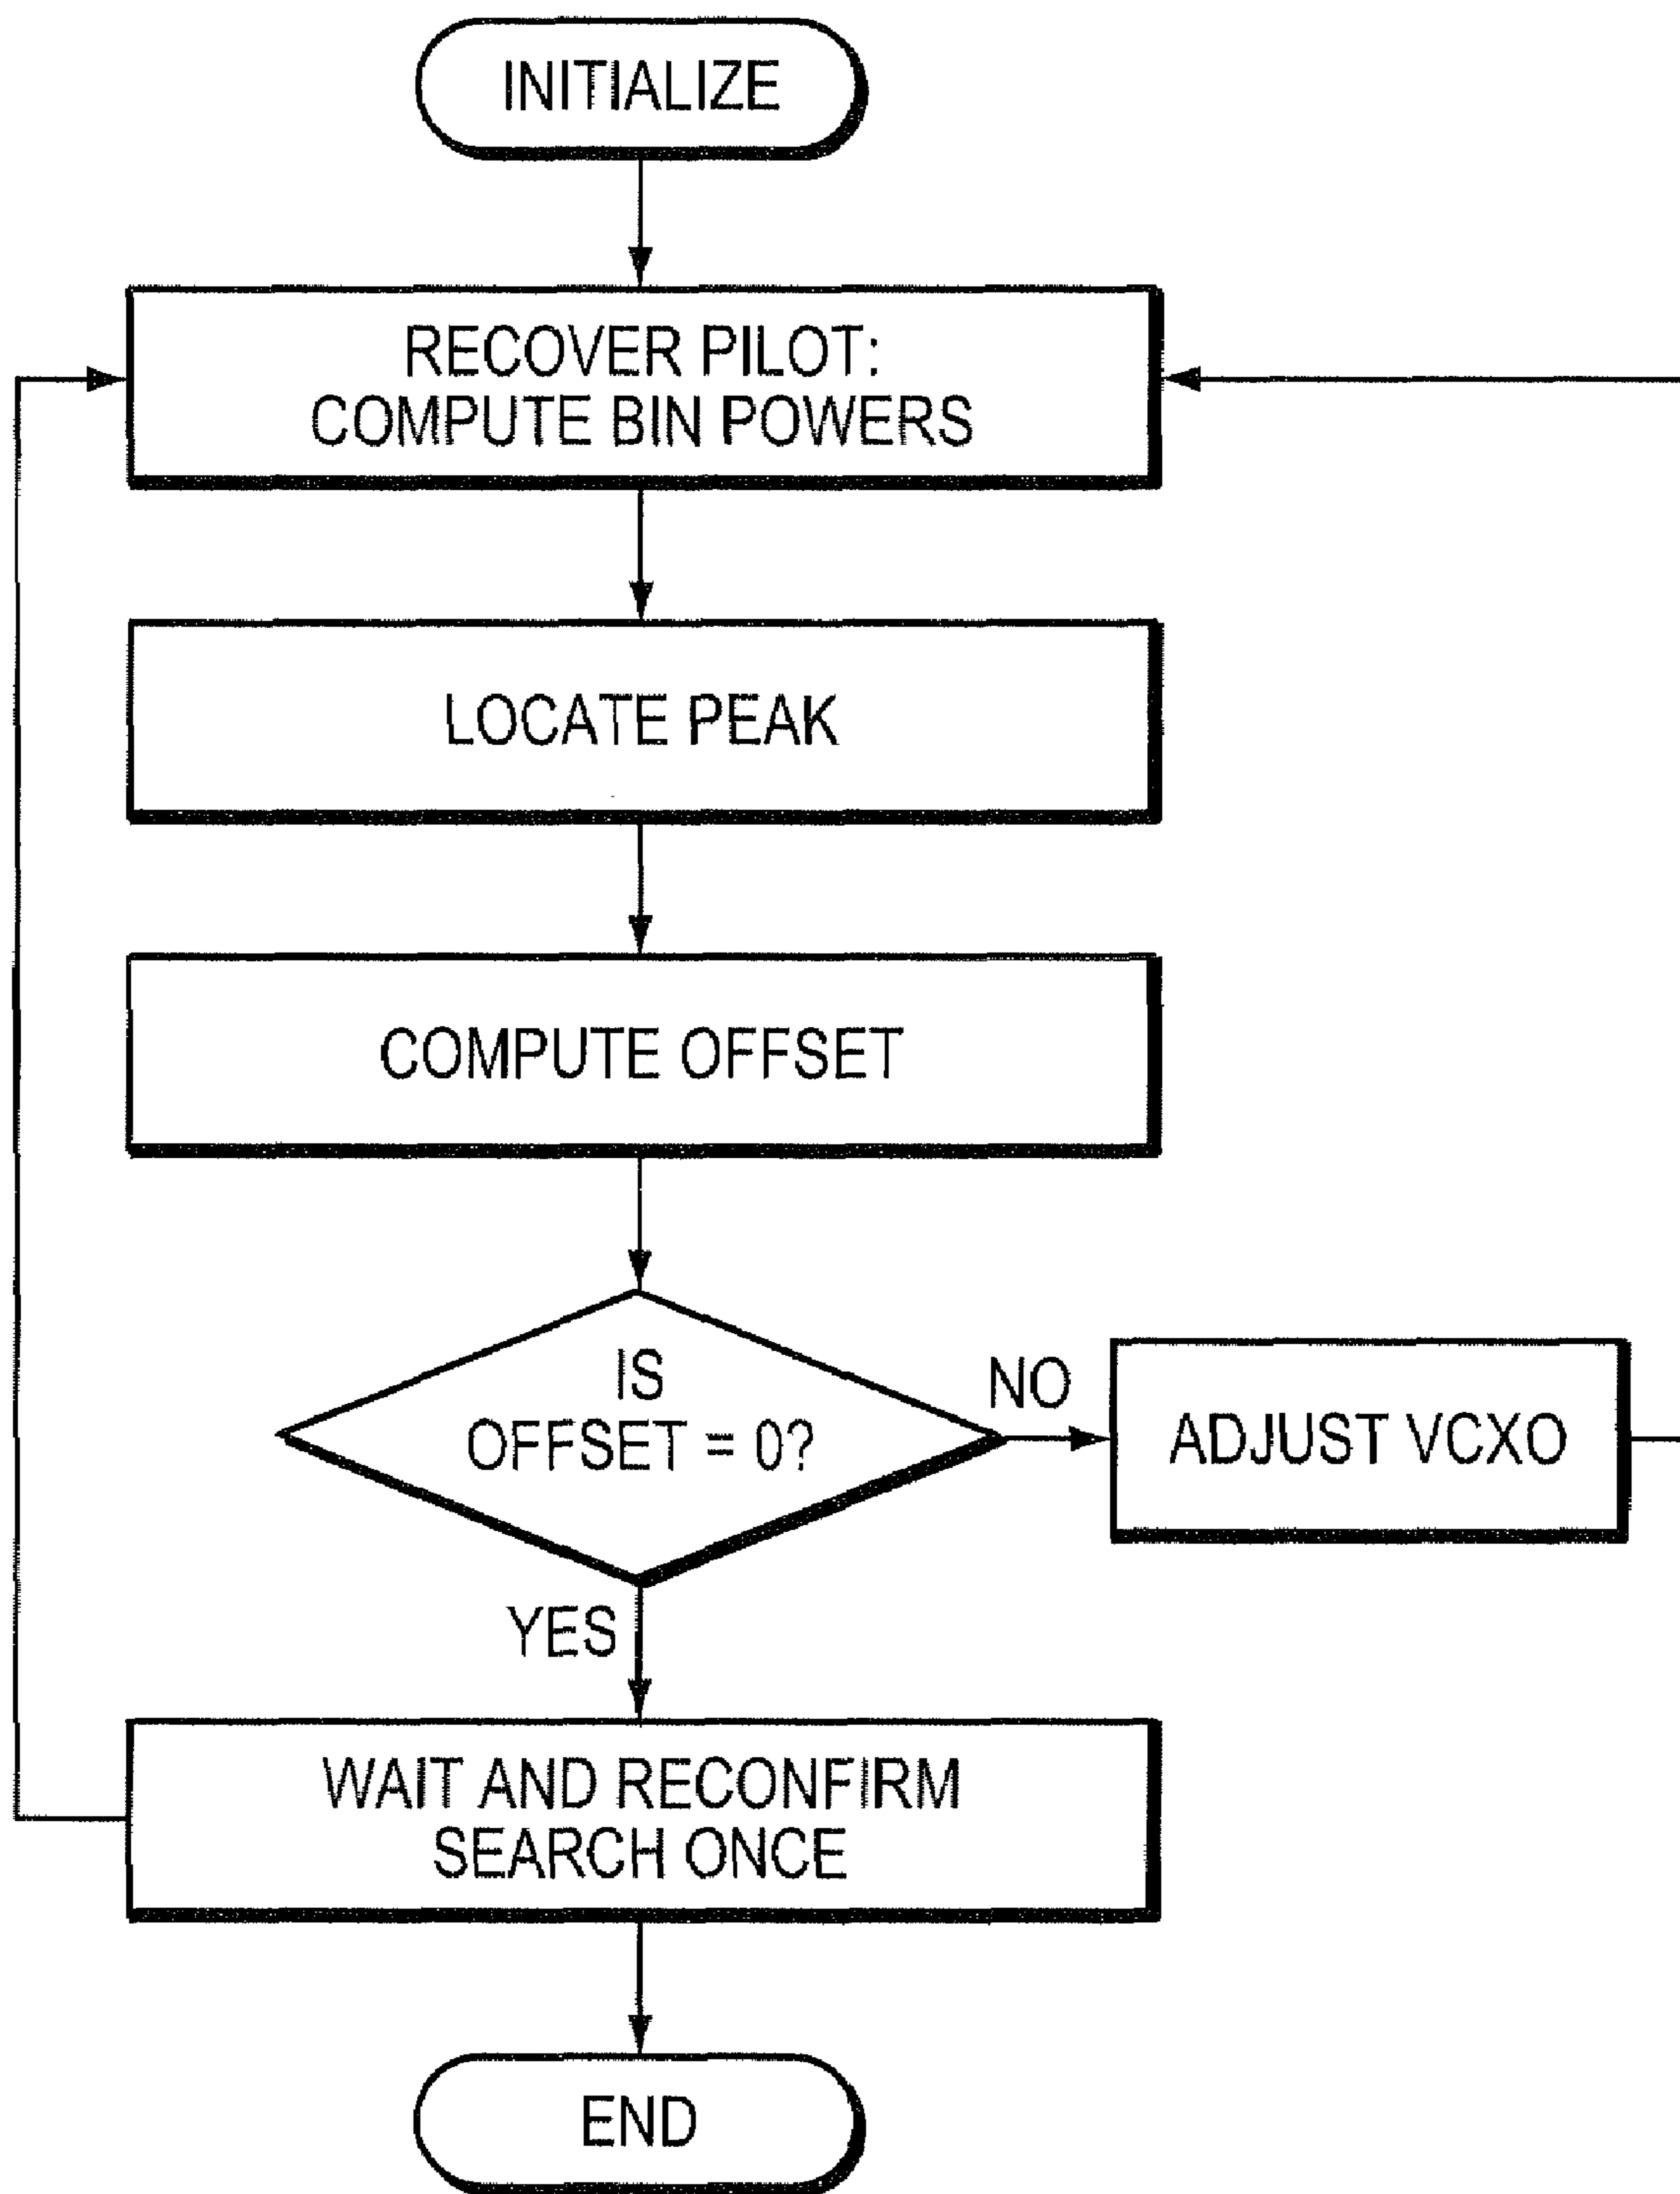 INITIALIZE
RECOVER PILOT:
COMPUTE BIN POWERS
LOCATE PEAK
COMPUTE OFFSET
IS
OFFSET = 0?
NO
ADJUST VCXO
YES
WAIT AND RECONFIRM
SEARCH ONCE
END